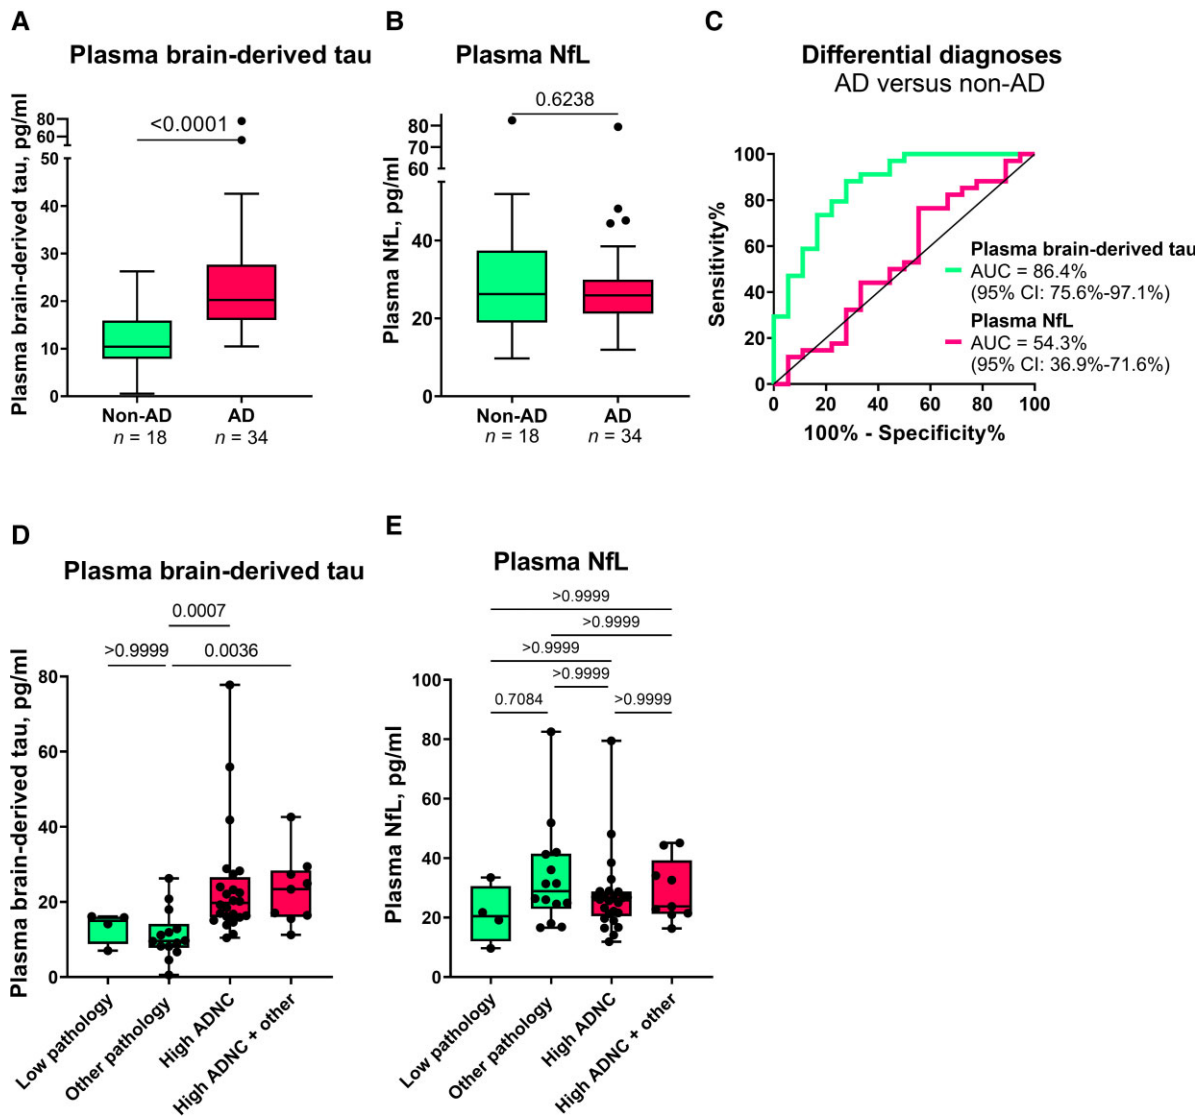 A
Plasma brain-derived tau
Plasma brain-derived tau, pg/ml
80
60
50
40
30
20
10
0
<0.0001
Non-AD
n = 18
AD
n = 34
B
Plasma NfL
Plasma NfL, pg/ml
80
70
60
40
20
0
0.6238
Non-AD
n = 18
AD
n = 34
C
Differential diagnoses
AD versus non-AD
Sensitivity%
100
80
60
40
20
0
0 20 40 60 80 100
100% - Specificity%
Plasma brain-derived tau
AUC = 86.4%
(95% CI: 75.6%-97.1%)
Plasma NfL
AUC = 54.3%
(95% CI: 36.9%-71.6%)
D
Plasma brain-derived tau
0.0007
>0.9999 0.0036
Plasma brain-derived tau, pg/ml
80
60
40
20
0
Low pathology
Other pathology
High ADNC
High ADNC + other
E
Plasma NfL
>0.9999
>0.9999
>0.9999
>0.9999
0.7084 >0.9999
Plasma NfL, pg/ml
100
80
60
40
20
0
Low pathology
Other pathology
High ADNC
High ADNC + other